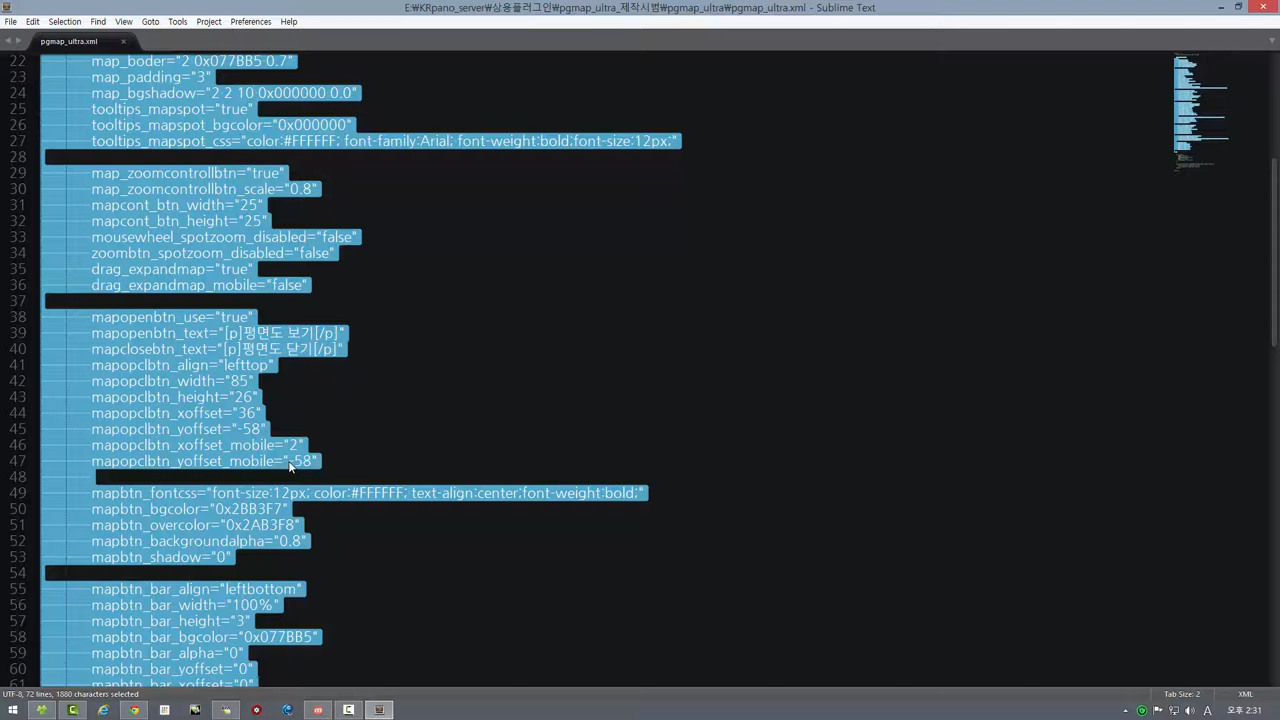 E:\KRpano_server\상용플러그인\pgmap_ultra_제작시범\pgmap_ultra\pgmap_ultra.xml - Sublime Text
File Edit Selection Find View Goto Tools Project Preferences Help
pgmap_ultra.xml
22 map_boder="2 0x077BB5 0.7"
23 map_padding="3"
24 map_bgshadow="2 2 10 0x000000 0.0"
25 tooltips_mapspot="true"
26 tooltips_mapspot_bgcolor="0x000000"
27 tooltips_mapspot_css="color:#FFFFFF; font-family:Arial; font-weight:bold;font-size:12px;"
28
29 map_zoomcontrollbtn="true"
30 map_zoomcontrollbtn_scale="0.8"
31 mapcont_btn_width="25"
32 mapcont_btn_height="25"
33 mousewheel_spotzoom_disabled="false"
34 zoombtn_spotzoom_disabled="false"
35 drag_expandmap="true"
36 drag_expandmap_mobile="false"
37
38 mapopenbtn_use="true"
39 mapopenbtn_text="[p]평면도 보기[/p]"
40 mapclosebtn_text="[p]평면도 닫기[/p]"
41 mapopclbtn_align="lefttop"
42 mapopclbtn_width="85"
43 mapopclbtn_height="26"
44 mapopclbtn_xoffset="36"
45 mapopclbtn_yoffset="-58"
46 mapopclbtn_xoffset_mobile="2"
47 mapopclbtn_yoffset_mobile="-58"
48
49 mapbtn_fontcss="font-size:12px; color:#FFFFFF; text-align:center;font-weight:bold;"
50 mapbtn_bgcolor="0x2BB3F7"
51 mapbtn_overcolor="0x2AB3F8"
52 mapbtn_backgroundalpha="0.8"
53 mapbtn_shadow="0"
54
55 mapbtn_bar_align="leftbottom"
56 mapbtn_bar_width="100%"
57 mapbtn_bar_height="3"
58 mapbtn_bar_bgcolor="0x077BB5"
59 mapbtn_bar_alpha="0"
60 mapbtn_bar_yoffset="0"
61 mapbtn_bar_xoffset="0"
UTF-8, 72 lines, 1880 characters selected Tab Size: 2 XML
A 오후 2:31